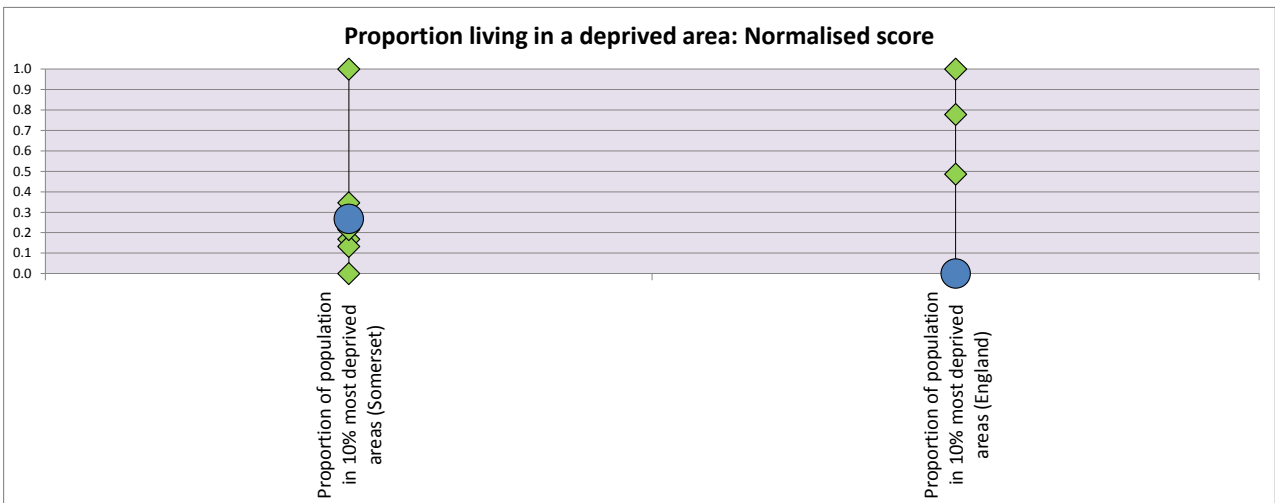 Proportion living in a deprived area: Normalised score
1.0
0.9
0.8
0.7
0.6
0.5
0.4
0.3
0.2
0.1
0.0
Proportion of population
in 10% most deprived
areas (Somerset)
Proportion of population
in 10% most deprived
areas (England)